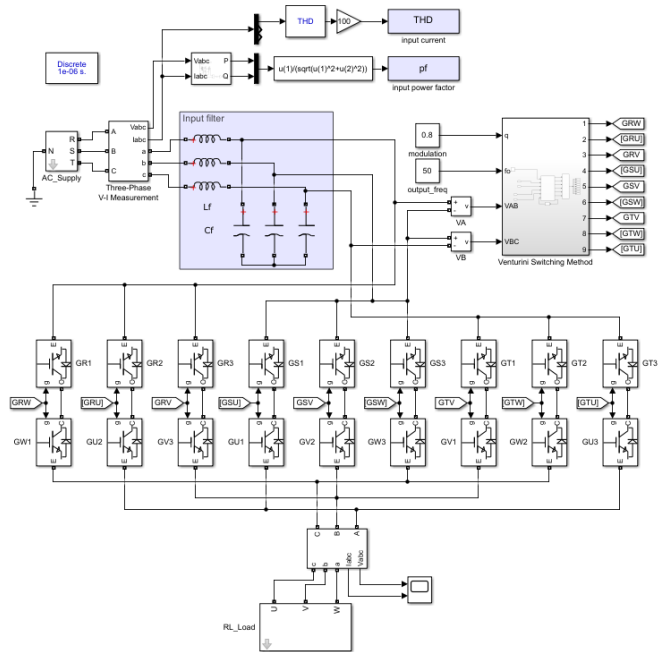 THD
100
THD
input current
Discrete
1e-06 s.
Vabc
Iabc
P
Q
u(1)/(sqrt(u(1)^2+u(2)^2))
pf
input power factor
Input filter
N
R
S
T
AC_Supply
A
B
C
Vabc
Iabc
a
b
c
Three-Phase
V-I Measurement
Lf
Cf
0.8
modulation
50
output_freq
+
-
v
VA
+
-
v
VB
q
fo
VAB
VBC
1
2
3
4
5
6
7
8
9
Venturini Switching Method
GRW
[GRU]
GRV
[GSU]
GSV
[GSW]
GTV
[GTW]
[GTU]
E E E E E E E E E
GR1 GR2 GR3 GS1 GS2 GS3 GT1 GT2 GT3
g C g C g C g C g C g C g C g C g C
GRW [GRU] GRV [GSU] GSV [GSW] GTV [GTW] [GTU]
g C g C g C g C g C g C g C g C g C
GW1 GU2 GV3 GU1 GV2 GW3 GV1 GW2 GU3
E E E E E E E E E
C B A
c b a Iabc Vabc
U V W
RL_Load